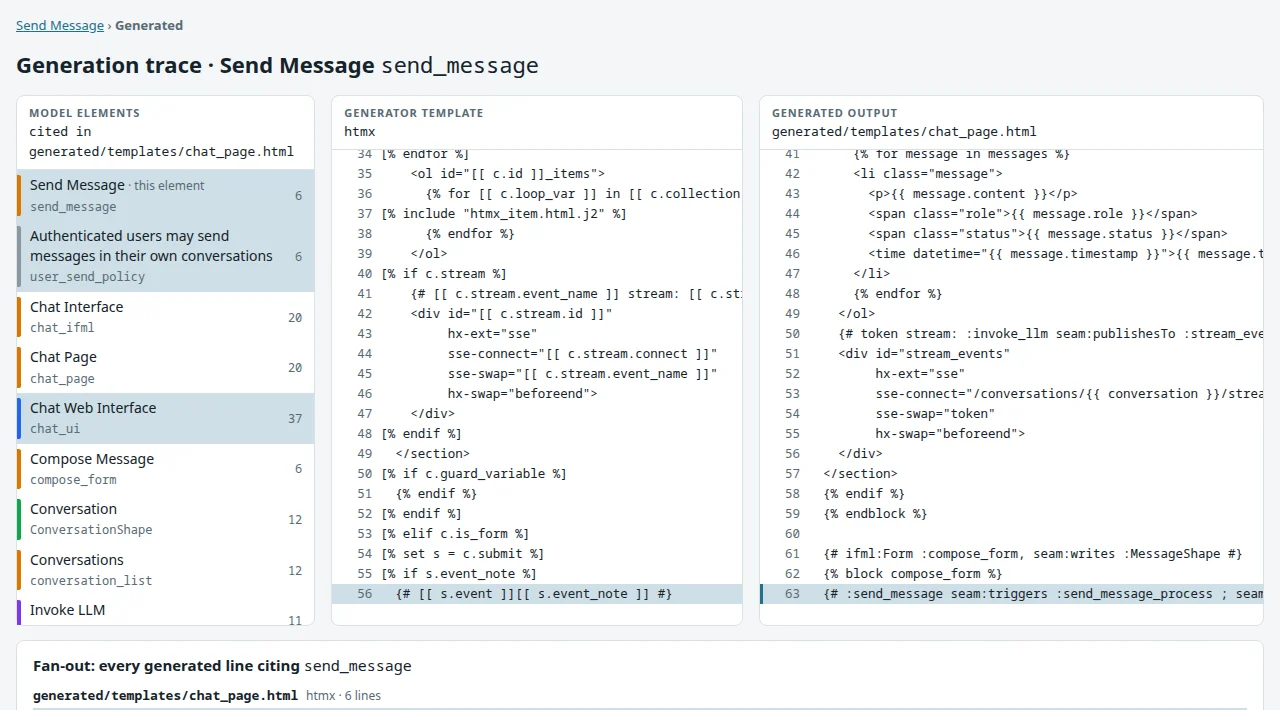 Send Message › Generated
Generation trace · Send Message send_message
MODEL ELEMENTS
cited in
generated/templates/chat_page.html
Send Message · this element
send_message
6
Authenticated users may send
messages in their own conversations
user_send_policy
6
Chat Interface
chat_ifml
20
Chat Page
chat_page
20
Chat Web Interface
chat_ui
37
Compose Message
compose_form
6
Conversation
ConversationShape
12
Conversations
conversation_list
12
Invoke LLM
11
GENERATOR TEMPLATE
htmx
34 [% endfor %]
35     <ol id="[[ c.id ]]_items">
36       {% for [[ c.loop_var ]] in [[ c.collection
37 [% include "htmx_item.html.j2" %]
38       {% endfor %}
39     </ol>
40 [% if c.stream %]
41     {# [[ c.stream.event_name ]] stream: [[ c.st
42     <div id="[[ c.stream.id ]]"
43          hx-ext="sse"
44          sse-connect="[[ c.stream.connect ]]"
45          sse-swap="[[ c.stream.event_name ]]"
46          hx-swap="beforeend">
47     </div>
48 [% endif %]
49   </section>
50 [% if c.guard_variable %]
51   {% endif %}
52 [% endif %]
53 [% elif c.is_form %]
54 [% set s = c.submit %]
55 [% if s.event_note %]
56   {# [[ s.event ]][[ s.event_note ]] #}
GENERATED OUTPUT
generated/templates/chat_page.html
41       {% for message in messages %}
42       <li class="message">
43         <p>{{ message.content }}</p>
44         <span class="role">{{ message.role }}</span>
45         <span class="status">{{ message.status }}</span>
46         <time datetime="{{ message.timestamp }}">{{ message.t
47       </li>
48       {% endfor %}
49     </ol>
50     {# token stream: :invoke_llm seam:publishesTo :stream_eve
51     <div id="stream_events"
52          hx-ext="sse"
53          sse-connect="/conversations/{{ conversation }}/strea
54          sse-swap="token"
55          hx-swap="beforeend">
56     </div>
57   </section>
58   {% endif %}
59   {% endblock %}
60
61   {# ifml:Form :compose_form, seam:writes :MessageShape #}
62   {% block compose_form %}
63   {# :send_message seam:triggers :send_message_process ; seam
Fan-out: every generated line citing send_message
generated/templates/chat_page.html htmx · 6 lines